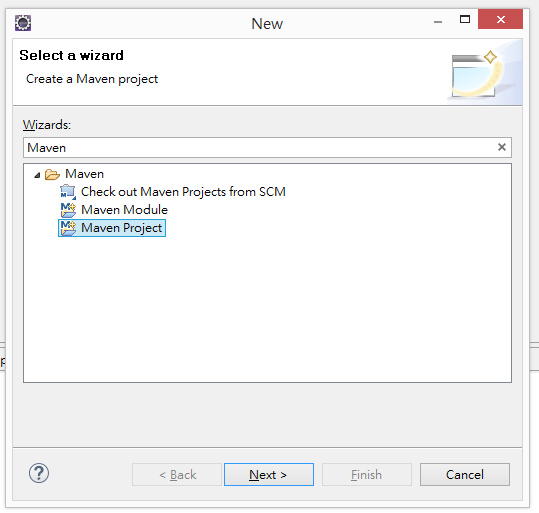 New
Select a wizard
Create a Maven project
Wizards:
Maven
Maven
Check out Maven Projects from SCM
Maven Module
Maven Project
< Back
Next >
Finish
Cancel